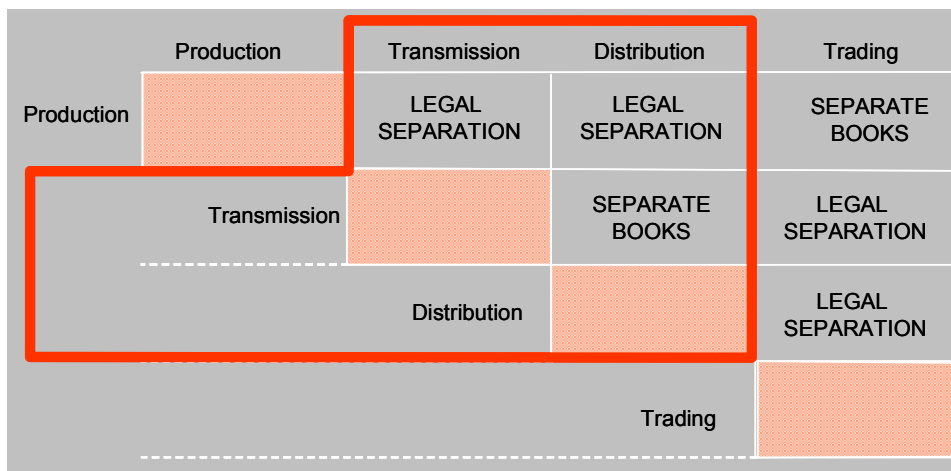 Production Transmission Distribution Trading
Production
LEGAL
SEPARATION
LEGAL
SEPARATION
SEPARATE
BOOKS
Transmission
SEPARATE
BOOKS
LEGAL
SEPARATION
Distribution
LEGAL
SEPARATION
Trading